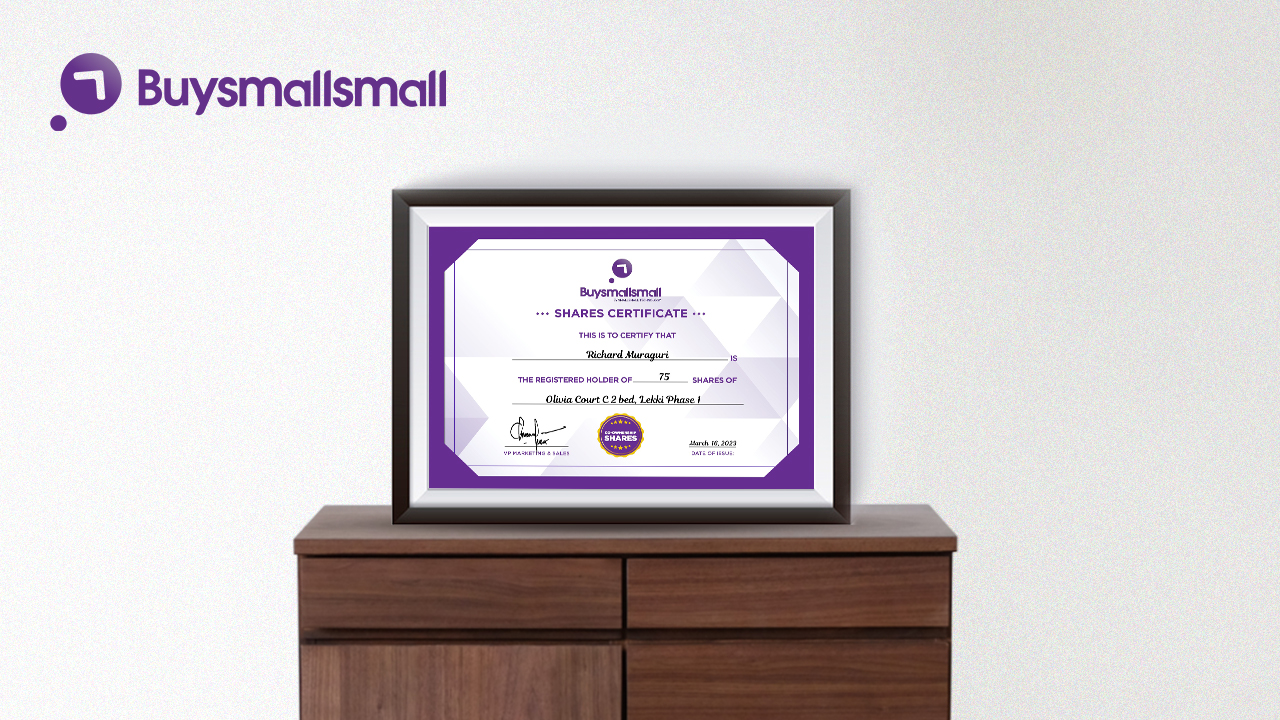 Buysmallsmall
Buysmallsmall
••• SHARES CERTIFICATE •••
THIS IS TO CERTIFY THAT
Richard Muraguri IS
THE REGISTERED HOLDER OF 75 SHARES OF
Olivia Court C 2 bed, Lekki Phase 1
CO-OWNERSHIP
SHARES
March 16, 2023
VP MARKETING & SALES
DATE OF ISSUE: